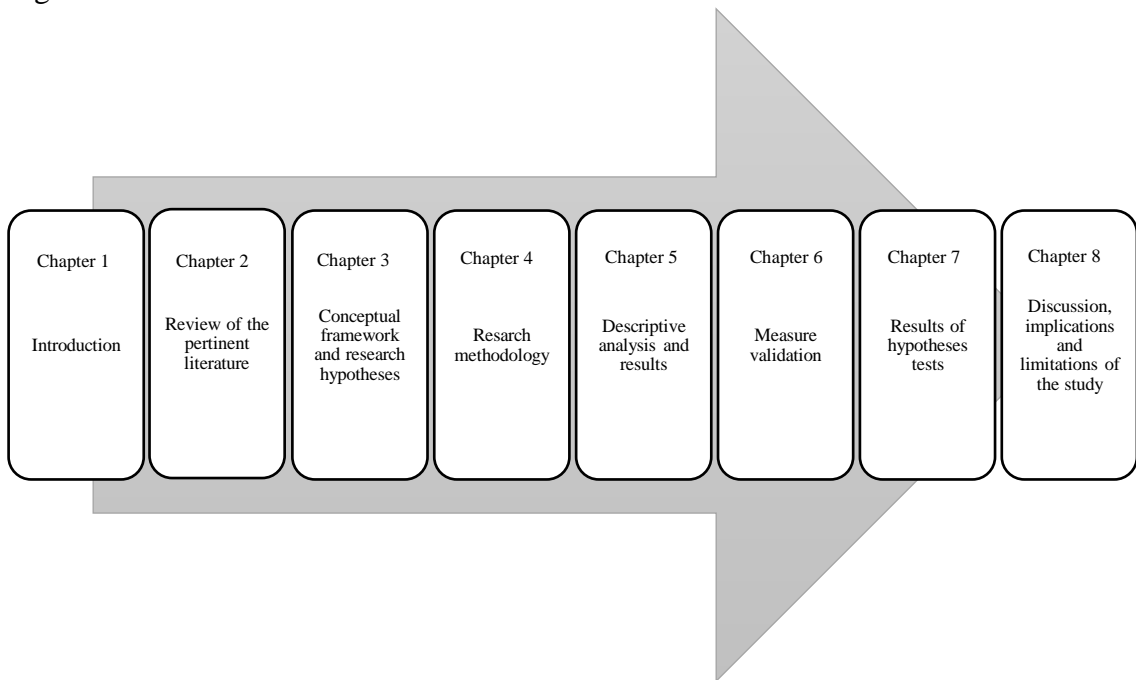 Chapter 1
Introduction
Chapter 2
Review of the
pertinent
literature
Chapter 3
Conceptual
framework
and research
hypotheses
Chapter 4
Resarch
methodology
Chapter 5
Descriptive
analysis and
results
Chapter 6
Measure
validation
Chapter 7
Results of
hypotheses
tests
Chapter 8
Discussion,
implications
and
limitations of
the study